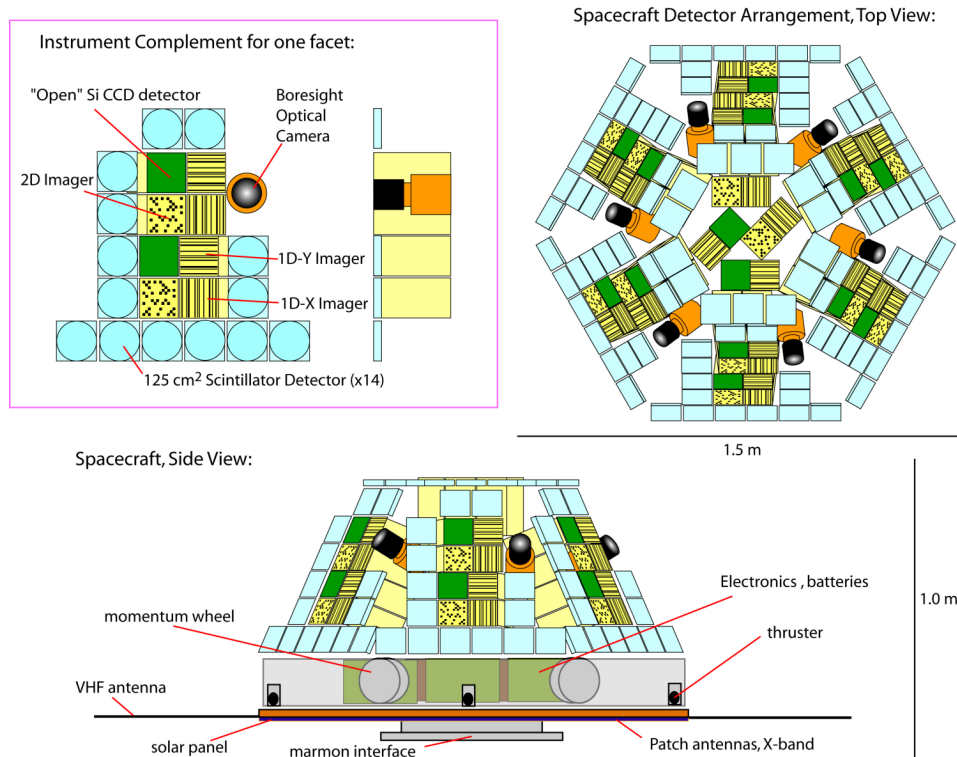 Spacecraft Detector Arrangement, Top View:
Instrument Complement for one facet:
"Open" Si CCD detector
Boresight
Optical
Camera
2D Imager
1D-Y Imager
1D-X Imager
125 cm2 Scintillator Detector (x14)
1.5 m
Spacecraft, Side View:
Electronics , batteries
momentum wheel
1.0 m
thruster
VHF antenna
solar panel
marmon interface
Patch antennas, X-band